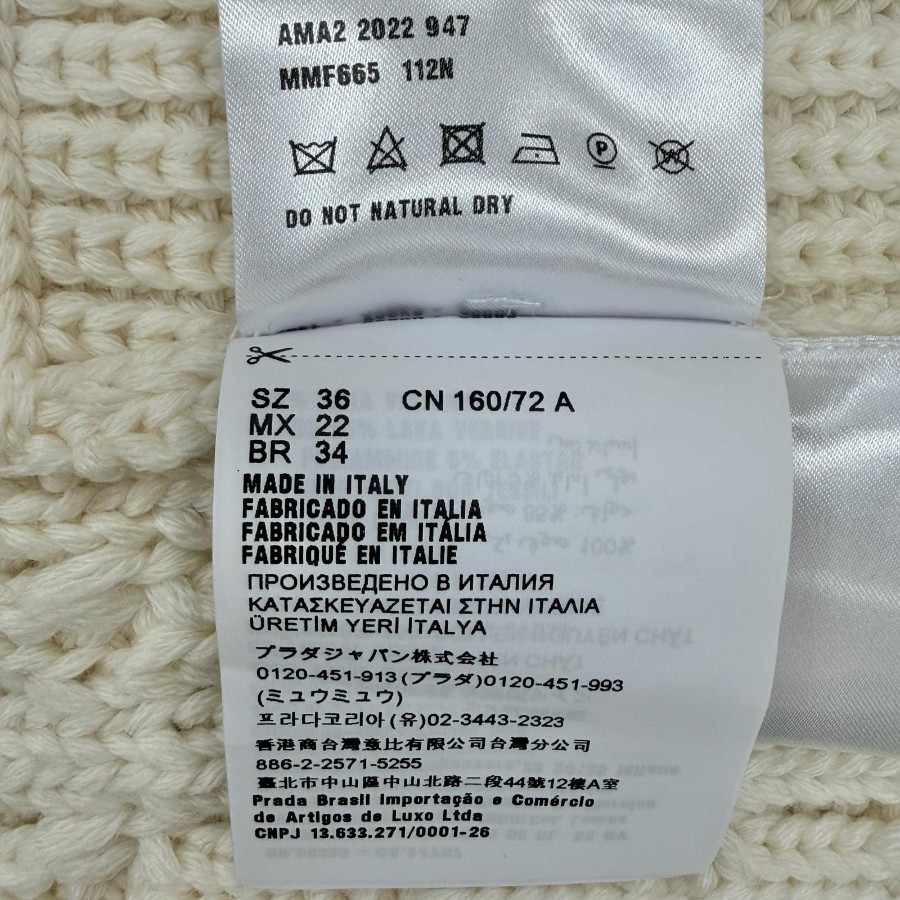 AMA2 2022 947
MMF665 112N
P
W
DO NOT NATURAL DRY
SZ 36 CN 160/72 A
MX 22
BR 34
MADE IN ITALY
FABRICADO EN ITALIA
FABRICADO EM ITÁLIA
FABRIQUÉ EN ITALIE
ПРОИЗВЕДЕНО В ИТАЛИЯ
ΚΑΤΑΣΚΕΥΑΖΕΤΑΙ ΣΤΗΝ ΙΤΑΛΙΑ
ÜRETİM YERİ İTALYA
プラダジャパン株式会社
0120-451-913(プラダ)0120-451-993
(ミュウミュウ)
프라다코리아(유)02-3443-2323
香港商台灣意比有限公司台灣分公司
886-2-2571-5255
臺北市中山區中山北路二段44號12樓A室
Prada Brasil Importação e Comércio
de Artigos de Luxo Ltda
CNPJ 13.633.271/0001-26